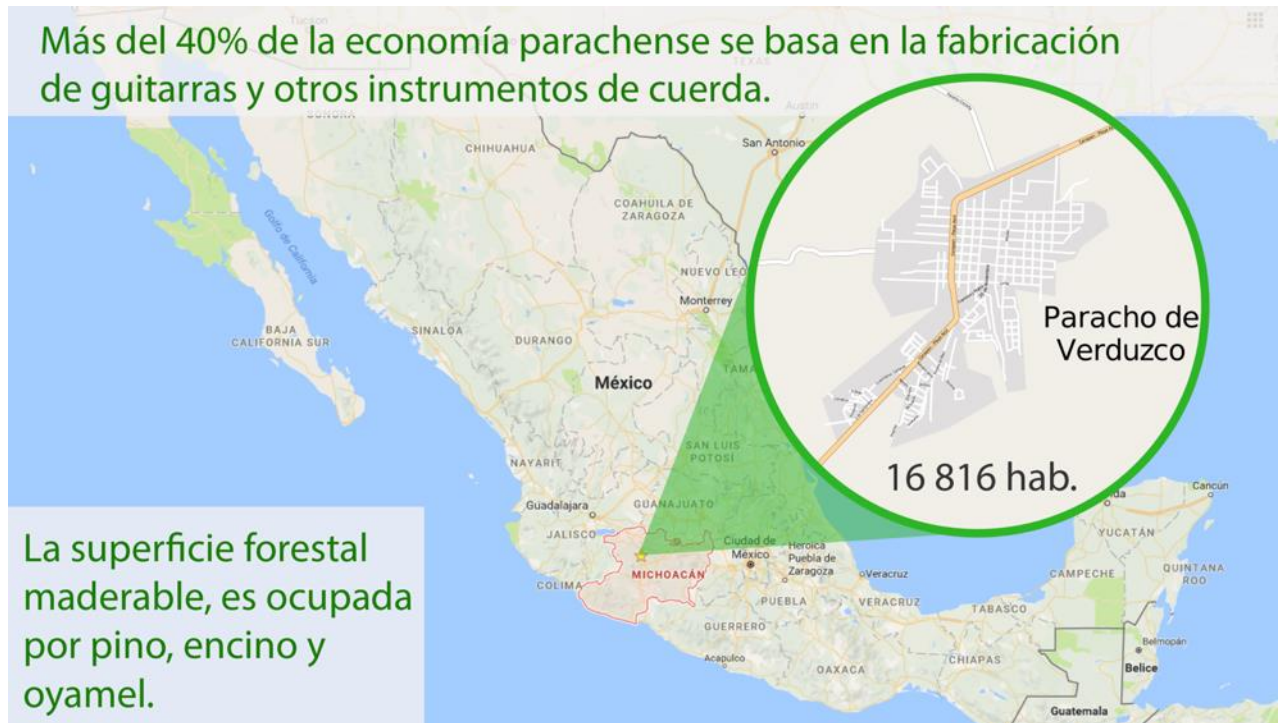 Más del 40% de la economía parachense se basa en la fabricación
de guitarras y otros instrumentos de cuerda.
Tucson
TEXAS
SONORA
Austin
CHIHUAHUA
San Antonio
COAHUILA DE
ZARAGOZA
Golfo de California
NUEVO LEÓ
Monterrey
Paracho de
Verduzco
BAJA
CALIFORNIA SUR
SINALOA
DURANGO
México
TAMA
SAN LUIS
POTOSÍ
NAYARIT
16 816 hab.
Cancún
Guadalajara
GUANAJUATO
JALISCO
YUCATÁN
Ciudad de
México
Heroica
Puebla de
Zaragoza
COLIMA
MICHOACÁN
Veracruz
CAMPECHE
QUINTANA
ROO
PUEBLA
VERACRUZ
TABASCO
GUERRERO
Acapulco
OAXACA
CHIAPAS
Belmopán
Belice
Guatemala
La superficie forestal
maderable, es ocupada
por pino, encino y
oyamel.